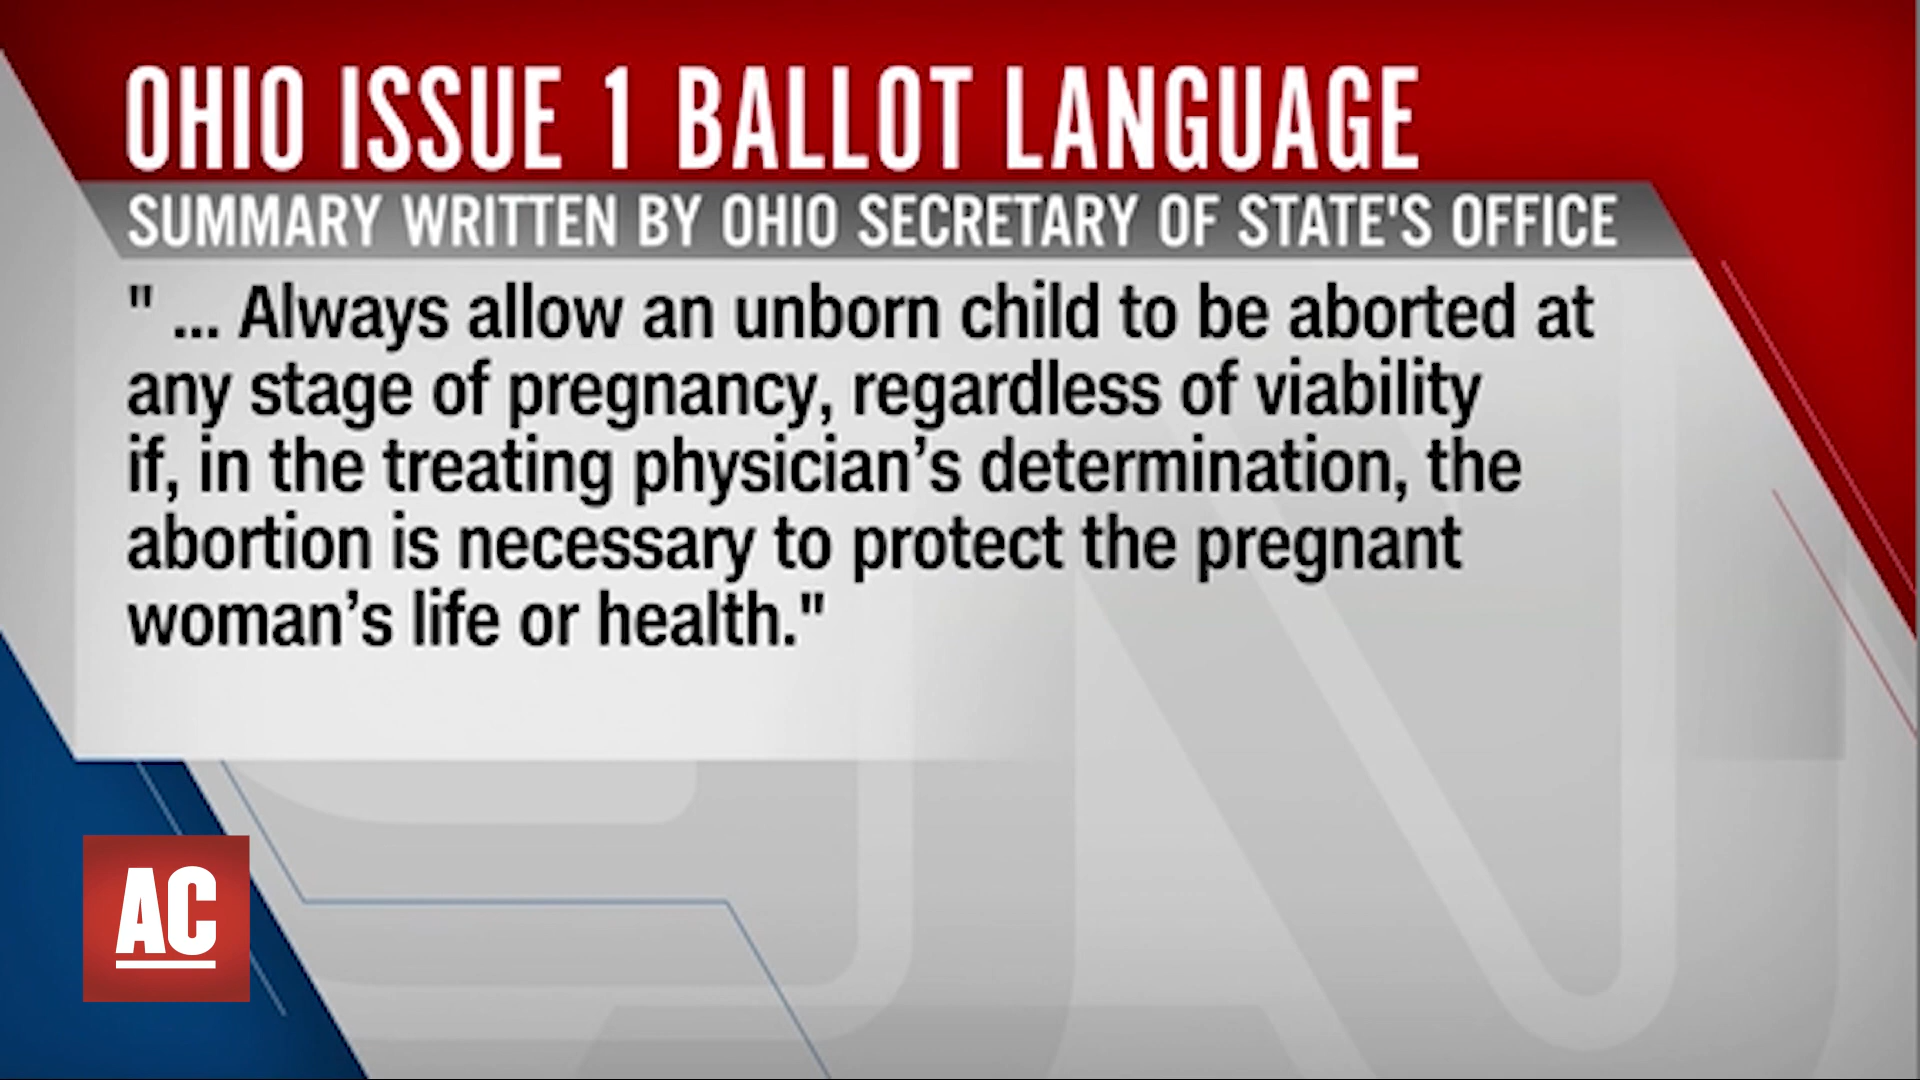 OHIO ISSUE 1 BALLOT LANGUAGE
SUMMARY WRITTEN BY OHIO SECRETARY OF STATE'S OFFICE
" ... Always allow an unborn child to be aborted at
any stage of pregnancy, regardless of viability
if, in the treating physician’s determination, the
abortion is necessary to protect the pregnant
woman’s life or health."
AC